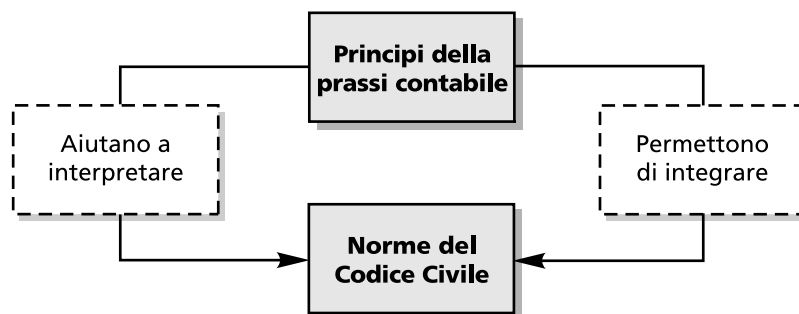 Principi della
prassi contabile
Aiutano a
interpretare
Permettono
di integrare
Norme del
Codice Civile